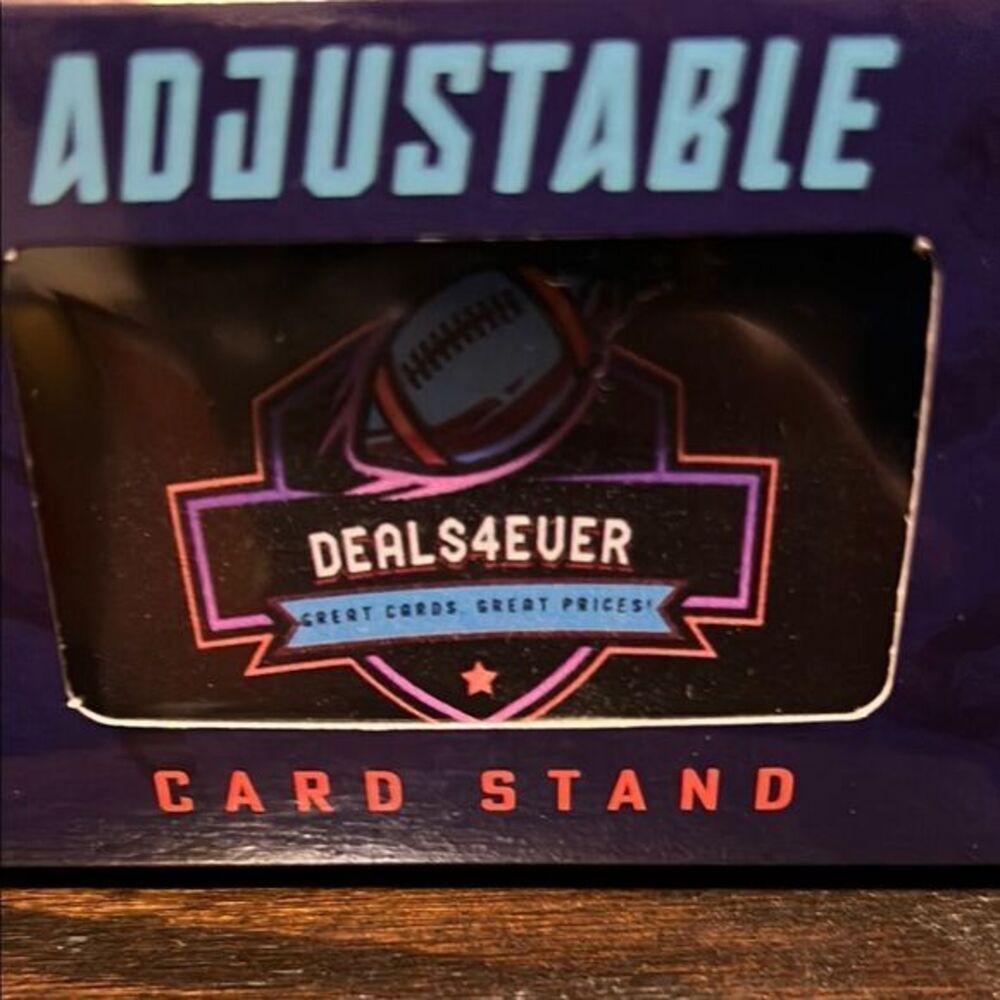 ADJUSTABLE
DEALS4EVER
GREAT CARDS. GREAT PRICES!
CARD STAND